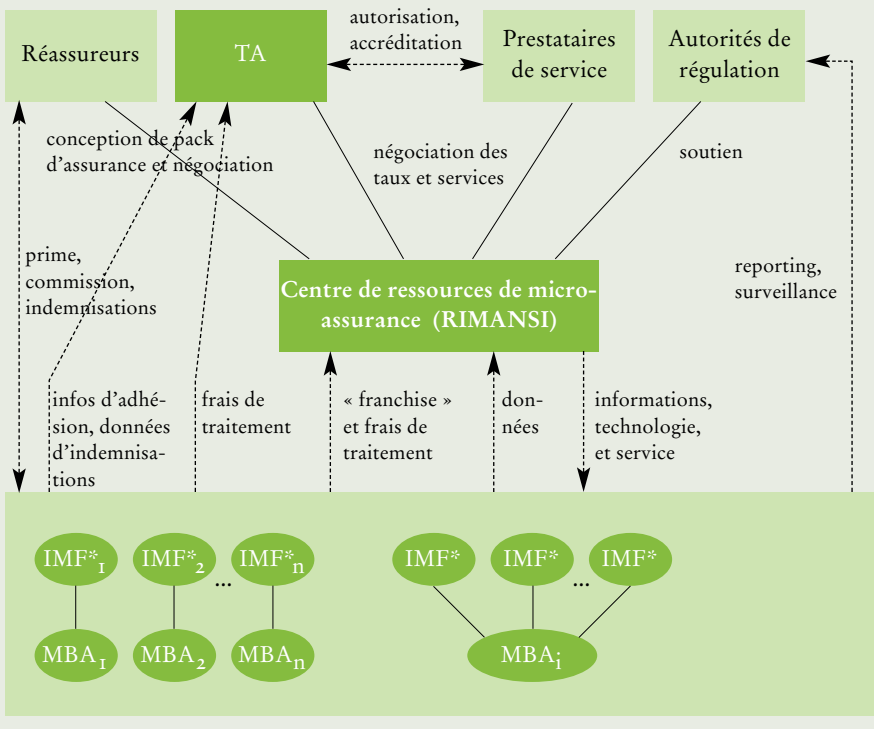 autorisation,
accréditation
Réassureurs
TA
Prestataires
de service
Autorités de
régulation
conception de pack
d'assurance et négociation
négociation des
taux et services
soutien
prime,
commission,
indemnisations
reporting,
surveillance
Centre de ressources de micro-
assurance (RIMANSI)
infos d'adhé-
sion, données
d'indemnisa-
tions
frais de
traitement
« franchise »
et frais de
traitement
don-
nées
informations,
technologie,
et service
IMF*1
IMF*2
...
IMF*n
IMF*
IMF*
...
IMF*
MBA1
MBA2
MBAn
MBAi